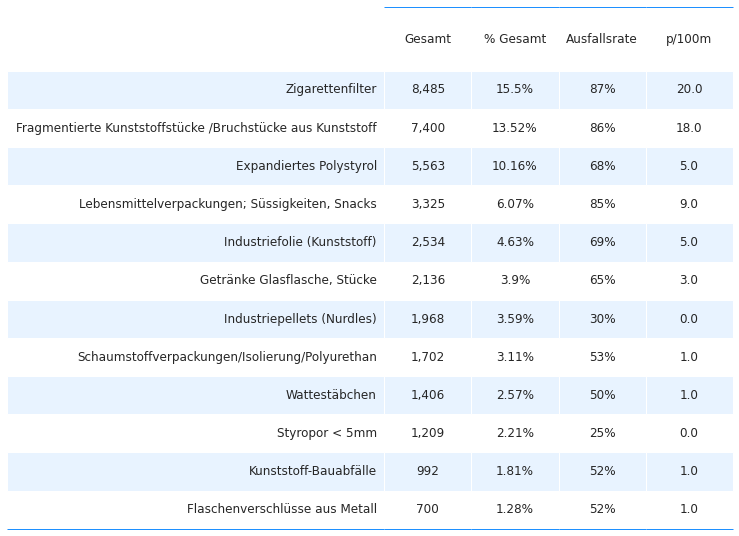 Gesamt % Gesamt Ausfallsrate p/100m
Zigarettenfilter 8,485 15.5% 87% 20.0
Fragmentierte Kunststoffstücke /Bruchstücke aus Kunststoff 7,400 13.52% 86% 18.0
Expandiertes Polystyrol 5,563 10.16% 68% 5.0
Lebensmittelverpackungen; Süssigkeiten, Snacks 3,325 6.07% 85% 9.0
Industriefolie (Kunststoff) 2,534 4.63% 69% 5.0
Getränke Glasflasche, Stücke 2,136 3.9% 65% 3.0
Industriepellets (Nurdles) 1,968 3.59% 30% 0.0
Schaumstoffverpackungen/Isolierung/Polyurethan 1,702 3.11% 53% 1.0
Wattestäbchen 1,406 2.57% 50% 1.0
Styropor < 5mm 1,209 2.21% 25% 0.0
Kunststoff-Bauabfälle 992 1.81% 52% 1.0
Flaschenverschlüsse aus Metall 700 1.28% 52% 1.0